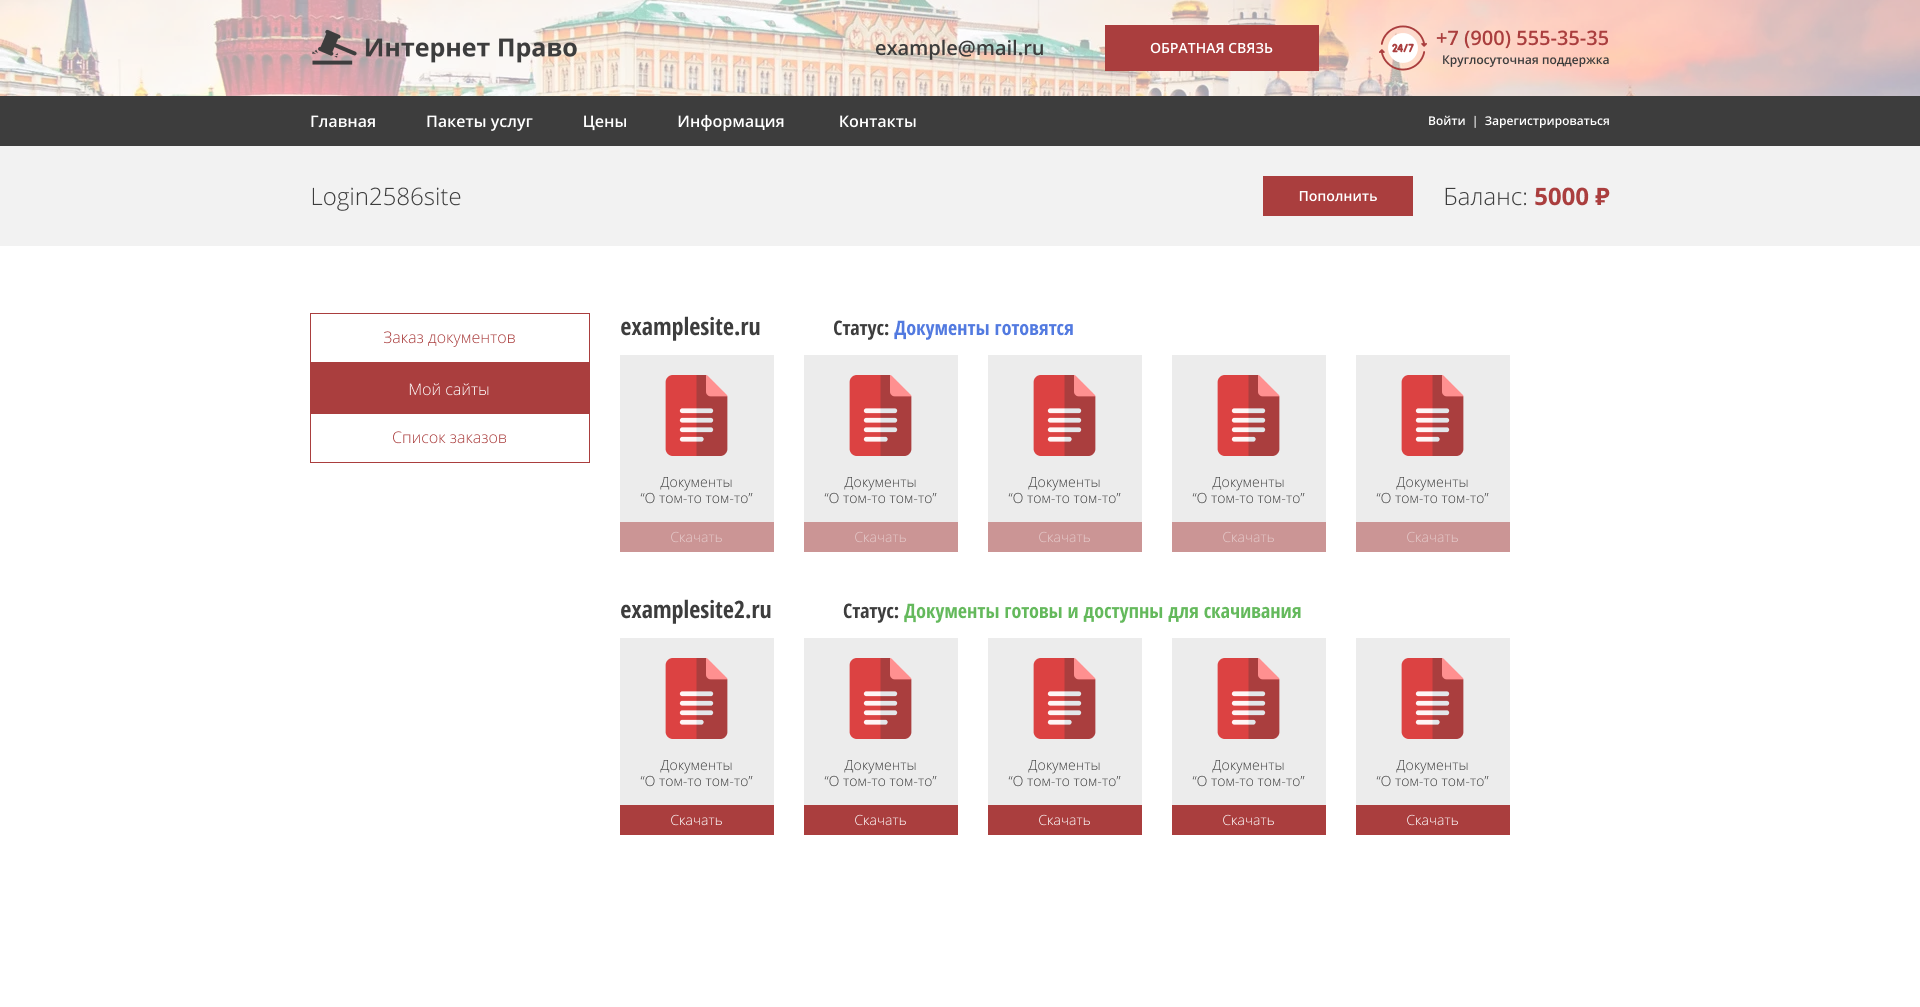 Интернет Право
example@mail.ru
ОБРАТНАЯ СВЯЗЬ
24/7
+7 (900) 555-35-35
Круглосуточная поддержка
Главная Пакеты услуг Цены Информация Контакты
Войти | Зарегистрироваться
Login2586site
Пополнить
Баланс: 5000 ₽
Заказ документов
Мой сайты
Список заказов
examplesite.ru
Статус: Документы готовятся
Документы
“О том-то том-то”
Скачать
Документы
“О том-то том-то”
Скачать
Документы
“О том-то том-то”
Скачать
Документы
“О том-то том-то”
Скачать
Документы
“О том-то том-то”
Скачать
examplesite2.ru
Статус: Документы готовы и доступны для скачивания
Документы
“О том-то том-то”
Скачать
Документы
“О том-то том-то”
Скачать
Документы
“О том-то том-то”
Скачать
Документы
“О том-то том-то”
Скачать
Документы
“О том-то том-то”
Скачать